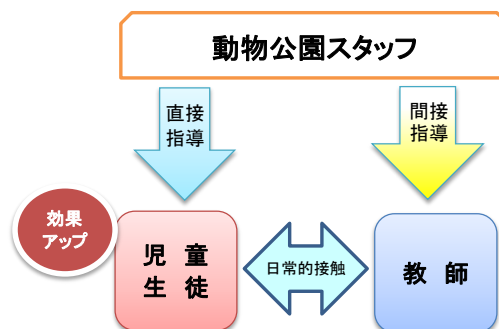 動物公園スタッフ
直接
指導
間接
指導
効果
アップ
児 童
生 徒
日常的接触
教 師